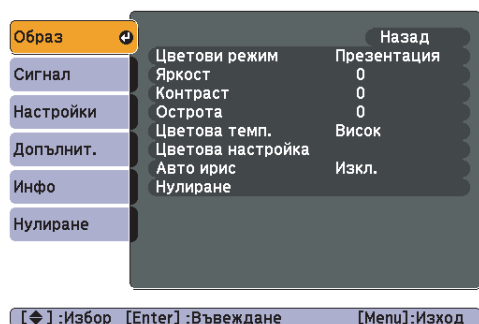 Образ
Сигнал
Настройки
Допълнит.
Инфо
Нулиране
Назад
Цветови режим Презентация
Яркост 0
Контраст 0
Острота 0
Цветова темп. Висок
Цветова настройка
Авто ирис Изкл.
Нулиране
[◆] :Избор [Enter] :Въвеждане [Menu]:Изход